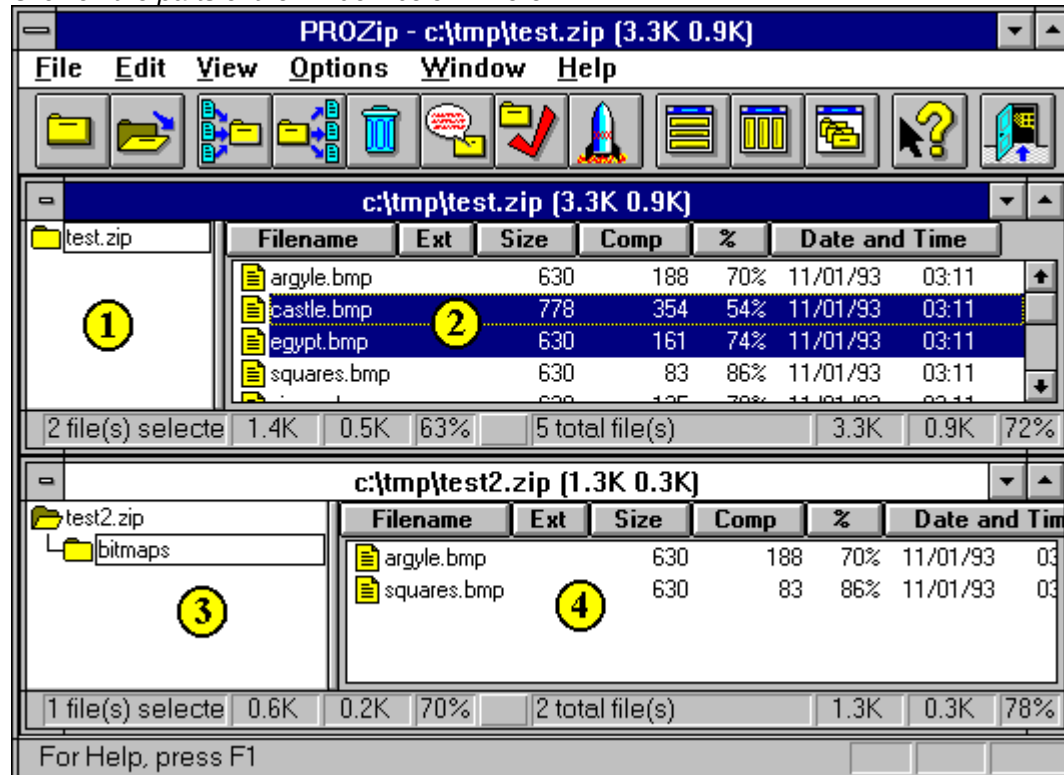 PROZip - c:\tmp\test.zip (3.3K 0.9K)
File Edit View Options Window Help
c:\tmp\test.zip (3.3K 0.9K)
test.zip
Filename Ext Size Comp % Date and Time
argyle.bmp 630 188 70% 11/01/93 03:11
castle.bmp 778 354 54% 11/01/93 03:11
egypt.bmp 630 161 74% 11/01/93 03:11
squares.bmp 630 83 86% 11/01/93 03:11
1
2
2 file(s) selecte 1.4K 0.5K 63% 5 total file(s) 3.3K 0.9K 72%
c:\tmp\test2.zip (1.3K 0.3K)
test2.zip
bitmaps
Filename Ext Size Comp % Date and Tim
argyle.bmp 630 188 70% 11/01/93 03
squares.bmp 630 83 86% 11/01/93 03
3
4
1 file(s) selecte 0.6K 0.2K 70% 2 total file(s) 1.3K 0.3K 78%
For Help, press F1